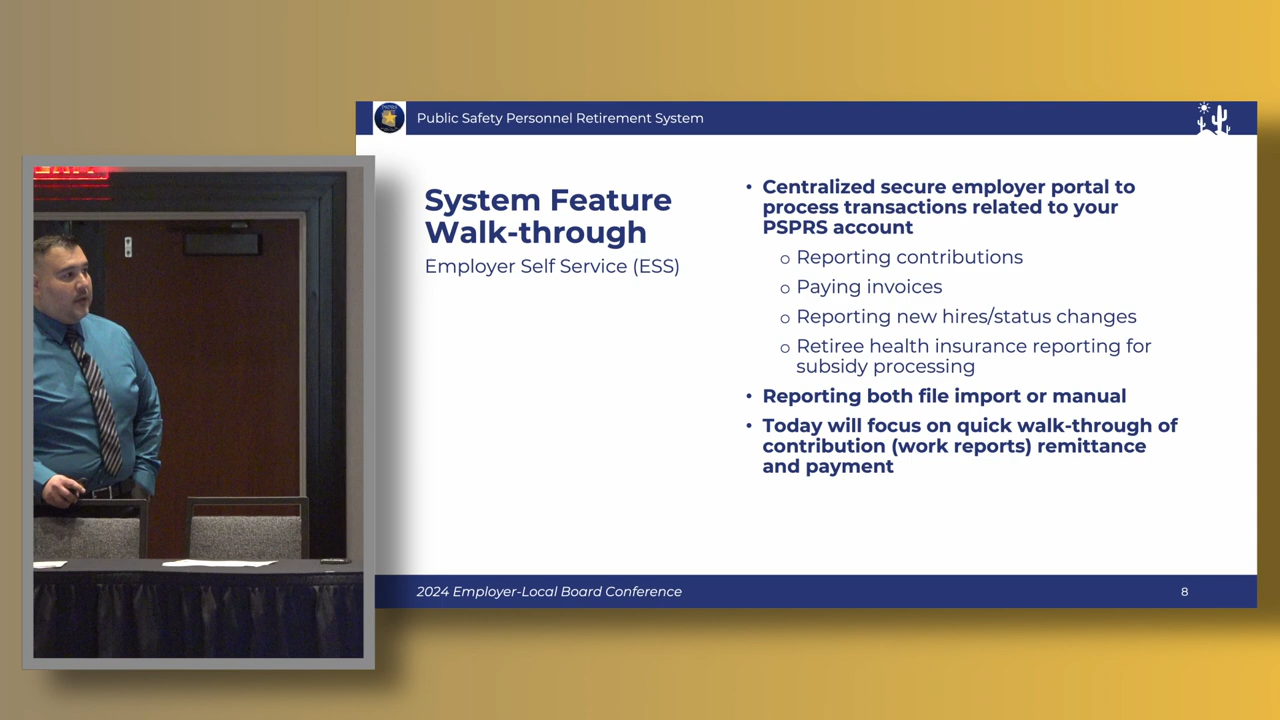 Public Safety Personnel Retirement System
System Feature
Walk-through
Employer Self Service (ESS)
• Centralized secure employer portal to
process transactions related to your
PSPRS account
o Reporting contributions
o Paying invoices
o Reporting new hires/status changes
o Retiree health insurance reporting for
subsidy processing
• Reporting both file import or manual
• Today will focus on quick walk-through of
contribution (work reports) remittance
and payment
2024 Employer-Local Board Conference
8